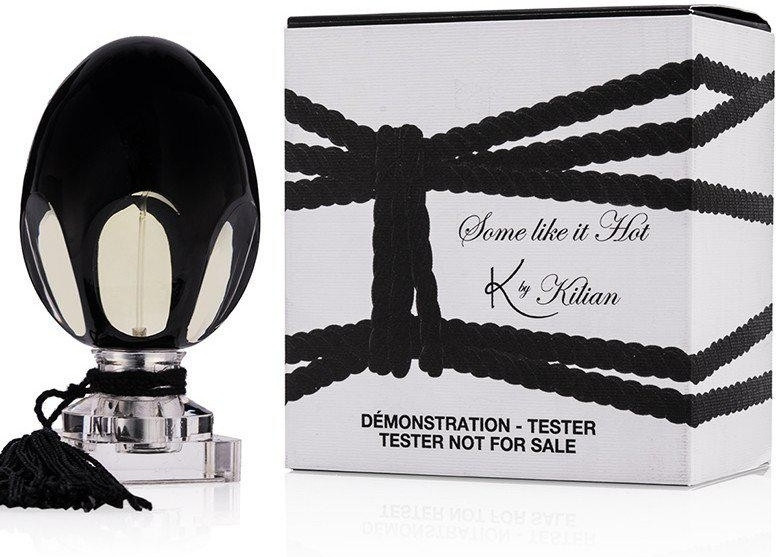 Some like it Hot
K by Kilian
DÉMONSTRATION - TESTER
TESTER NOT FOR SALE